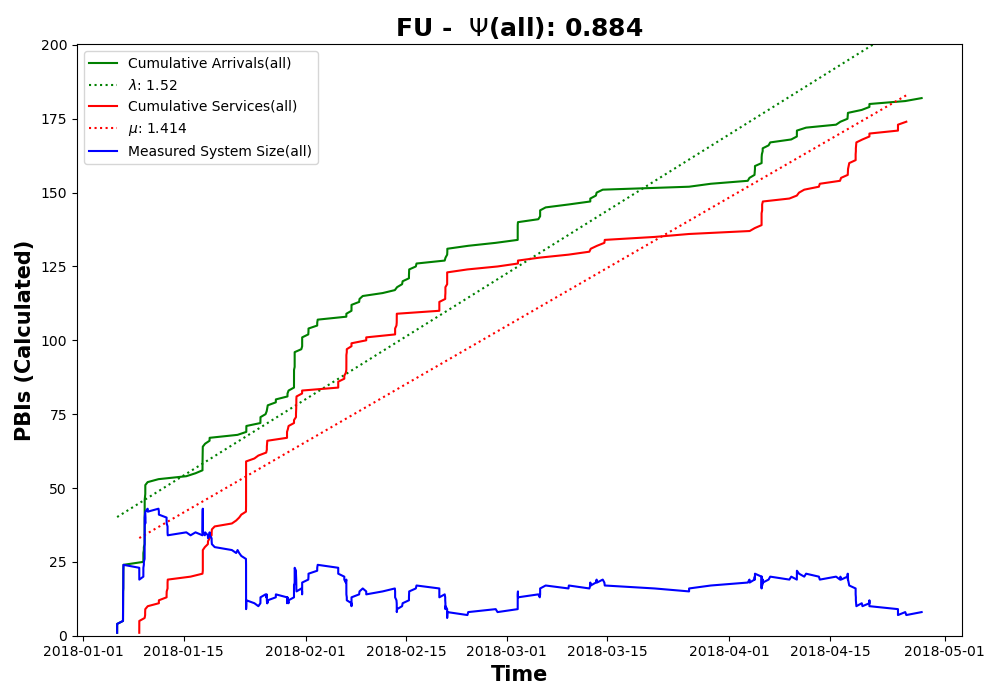 FU -  Ψ(all): 0.884
Cumulative Arrivals(all)
λ: 1.52
Cumulative Services(all)
μ: 1.414
Measured System Size(all)
PBIs (Calculated)
200
175
150
125
100
75
50
25
0
2018-01-01 2018-01-15 2018-02-01 2018-02-15 2018-03-01 2018-03-15 2018-04-01 2018-04-15 2018-05-01
Time